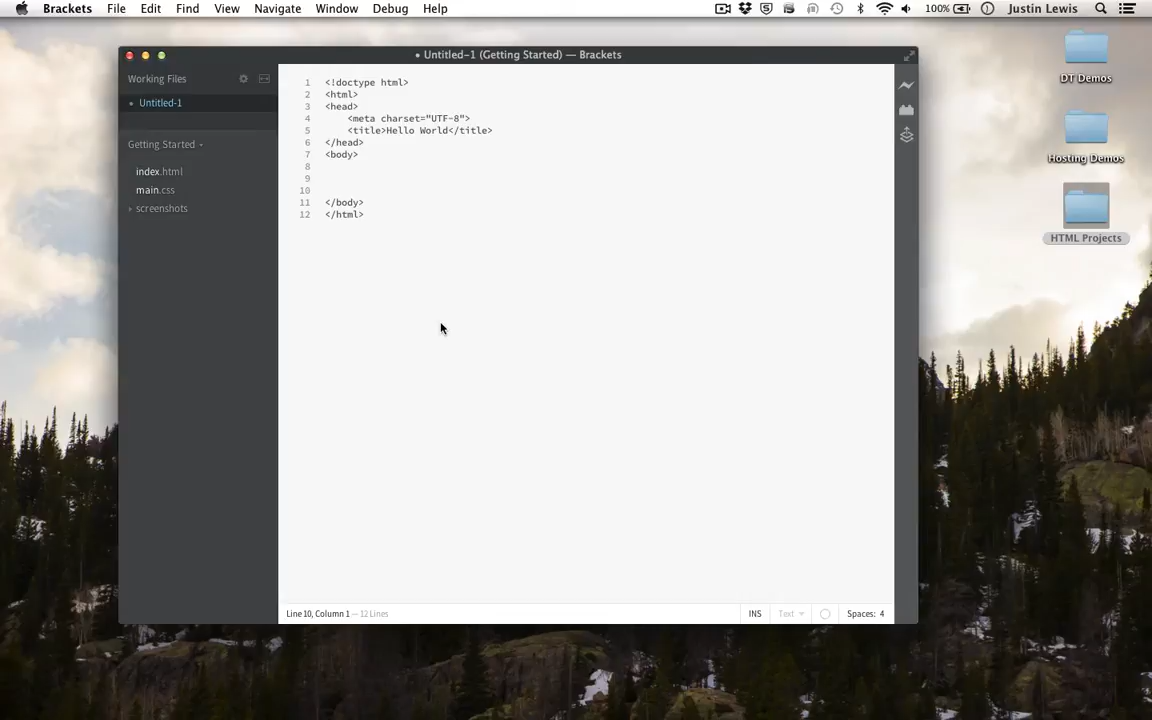 Brackets File Edit View Find View Navigate Window Debug Help 100% Justin Lewis
• Untitled-1 (Getting Started) — Brackets
Working Files
• Untitled-1
Getting Started
index.html
main.css
screenshots
1 <!doctype html>
2 <html>
3 <head>
4 <meta charset="UTF-8">
5 <title>Hello World</title>
6 </head>
7 <body>
8
9
10
11 </body>
12 </html>
Line 10, Column 1 — 12 Lines
INS Text Spaces: 4
DT Demos
Hosting Demos
HTML Projects